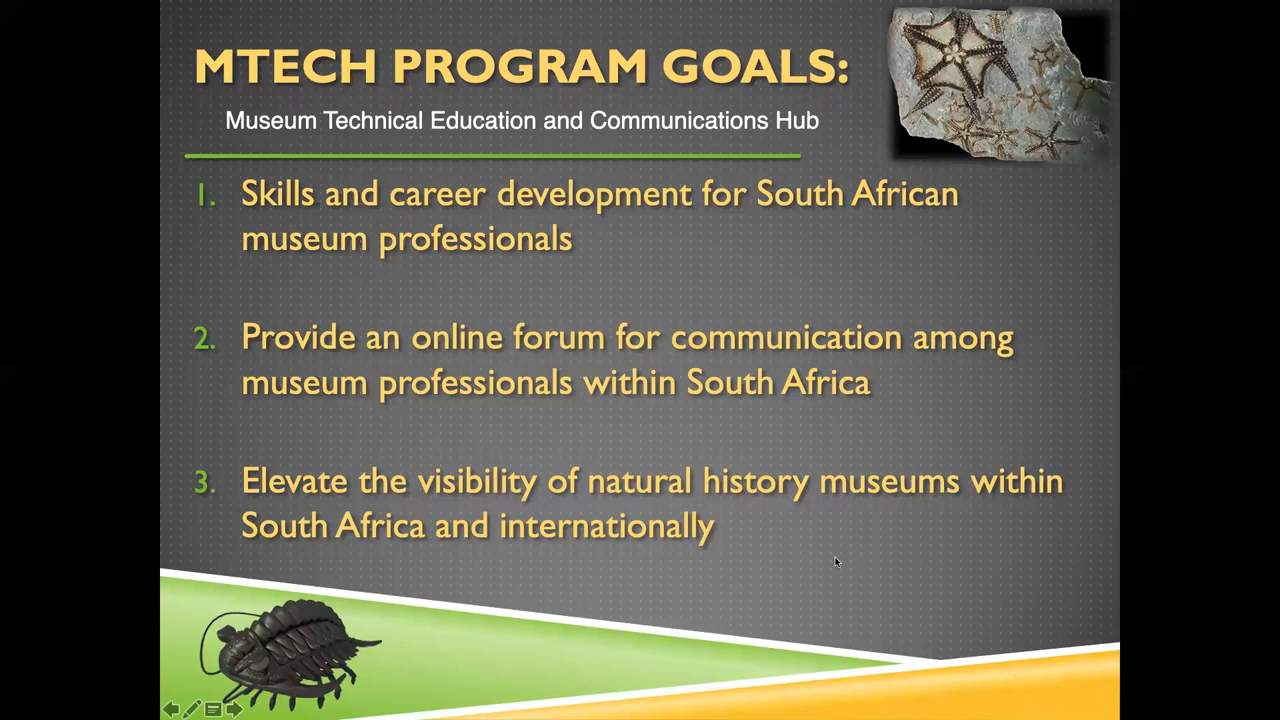 MTECH PROGRAM GOALS:
Museum Technical Education and Communications Hub
1. Skills and career development for South African
museum professionals
2. Provide an online forum for communication among
museum professionals within South Africa
3. Elevate the visibility of natural history museums within
South Africa and internationally